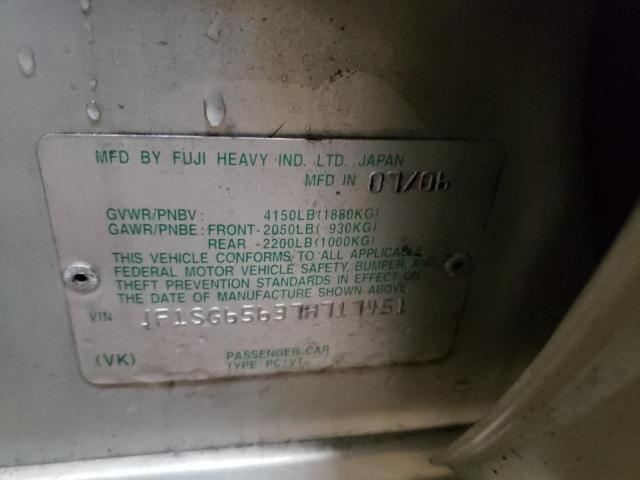 MFD BY FUJI HEAVY IND. LTD. JAPAN
MFD IN 07/06
GVWR/PNBV: 4150LB(1880KG)
GAWR/PNBE: FRONT-2050LB( 930KG)
REAR -2200LB(1000KG)
THIS VEHICLE CONFORMS TO ALL APPLICABLE
FEDERAL MOTOR VEHICLE SAFETY, BUMPER, AND
THEFT PREVENTION STANDARDS IN EFFECT ON
THE DATE OF MANUFACTURE SHOWN ABOVE
VIN JF1SG65637H717451
(VK) PASSENGER CAR
TYPE PC/VT